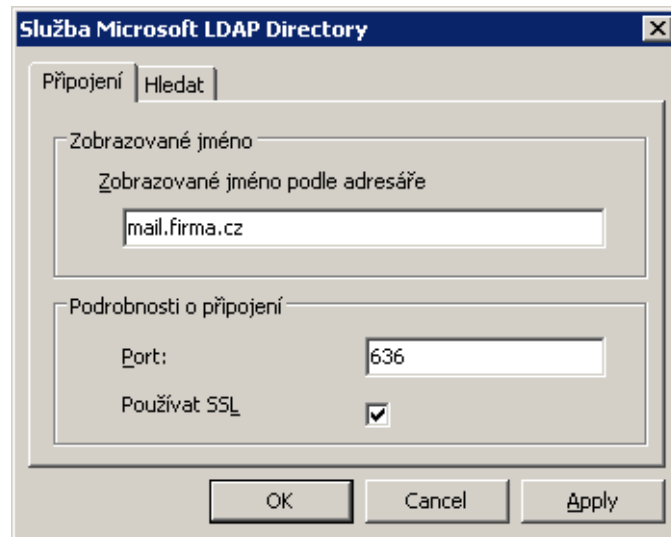 Služba Microsoft LDAP Directory
Připojení Hledat
Zobrazované jméno
Zobrazované jméno podle adresáře
mail.firma.cz
Podrobnosti o připojení
Port: 636
Používat SSL
OK Cancel Apply